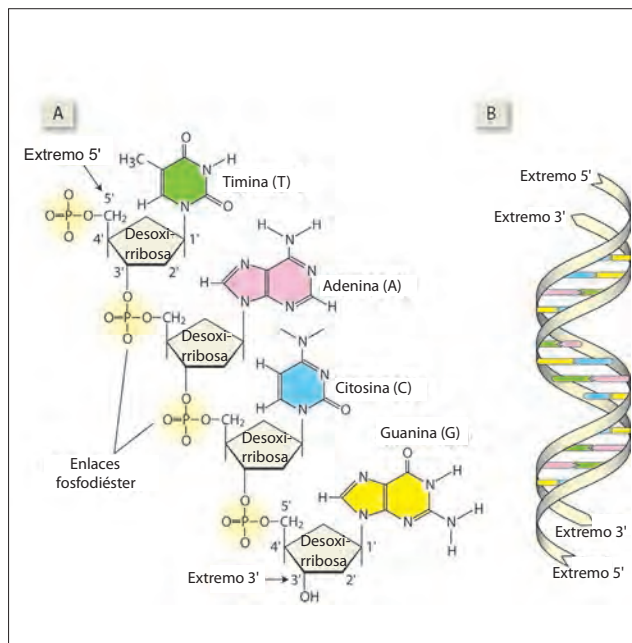 A
B
Extremo 5'
Timina (T)
5'
H₃C
O
N
H
H
N
O
O
O–P–O–CH₂
O
4'
Desoxi-
rribosa
1'
3'
2'
H
H
N
N
N
H
N
N
H
Adenina (A)
O
O–P–O–CH₂
O
Desoxi-
rribosa
N
H
N
H
N
O
Citosina (C)
O
O–P–O–CH₂
O
Desoxi-
rribosa
Enlaces
fosfodiéster
Guanina (G)
O
N
N
H
H
N
N
N
H
H
O
O–P–O–CH₂
O
5'
4'
Desoxi-
rribosa
1'
3'
2'
OH
Extremo 3'
Extremo 5'
Extremo 3'
Extremo 3'
Extremo 5'